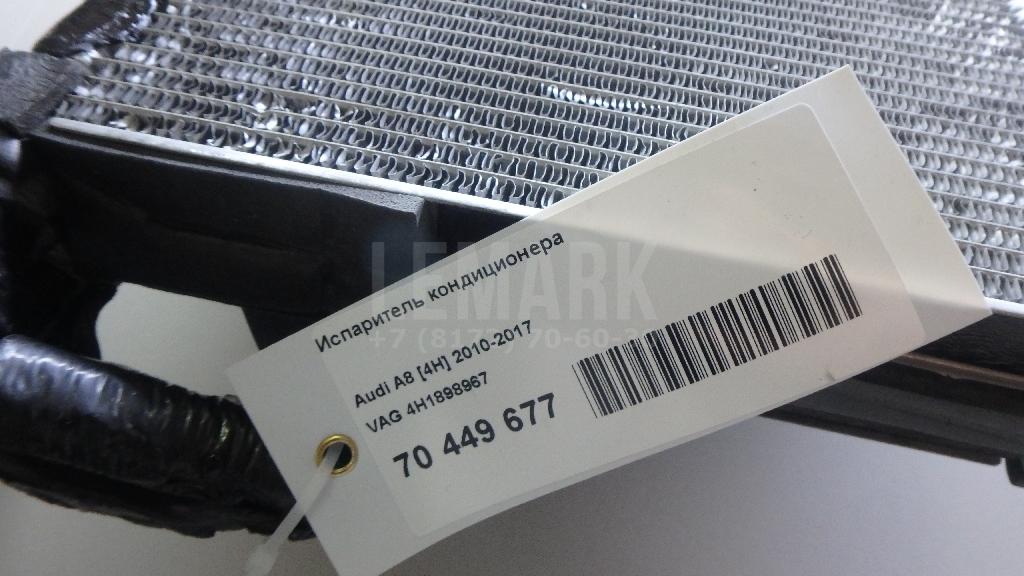 Испаритель кондиционера
Audi A8 [4H] 2010-2017
VAG 4H1898967
70 449 677
LEMARK